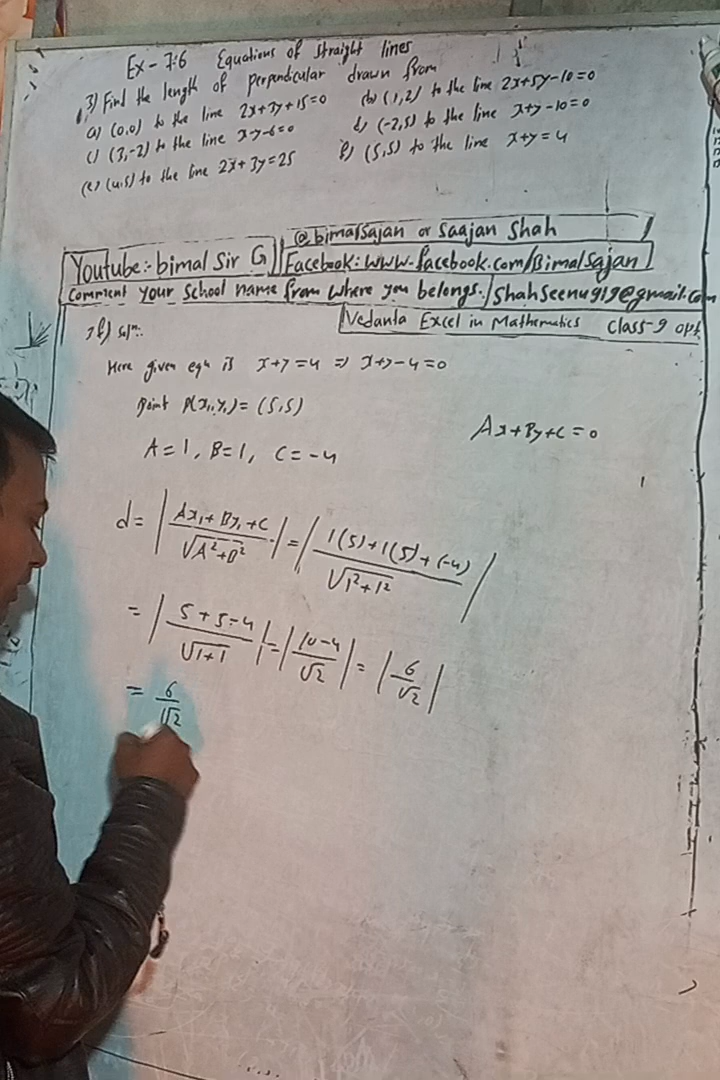 Ex - 7.6 Equations of straight lines
3) Find the length of perpendicular drawn from
a) (0,0) to the line 2x+3y+15=0 (b) (1,2) to the line 2x+5y-10=0
c) (3,-2) to the line x-y-6=0 d) (-2,5) to the line x+y-10=0
(e) (4,5) to the line 2x+3y=25 f) (5,5) to the line x+y=4
@bimalsajan or Saajan Shah
Youtube:- bimal Sir G Facebook: www.facebook.com/Bimalsajan
Comment your School name from where you belongs./shahseenu919@gmail.com
Vedanta Excel in Mathematics class-9 opt
3f) solⁿ:
Here given eqⁿ is x+y=4 => x+y-4=0
Point P(x₁,y₁)=(5,5)
Ax+By+C=0
A=1, B=1, C=-4
d= |Ax₁+By₁+C/√A²+B²| = |1(5)+1(5)+(-4)/√1²+1²|
= |5+5-4/√1+1| = |10-4/√2| = |6/√2|
= 6/√2